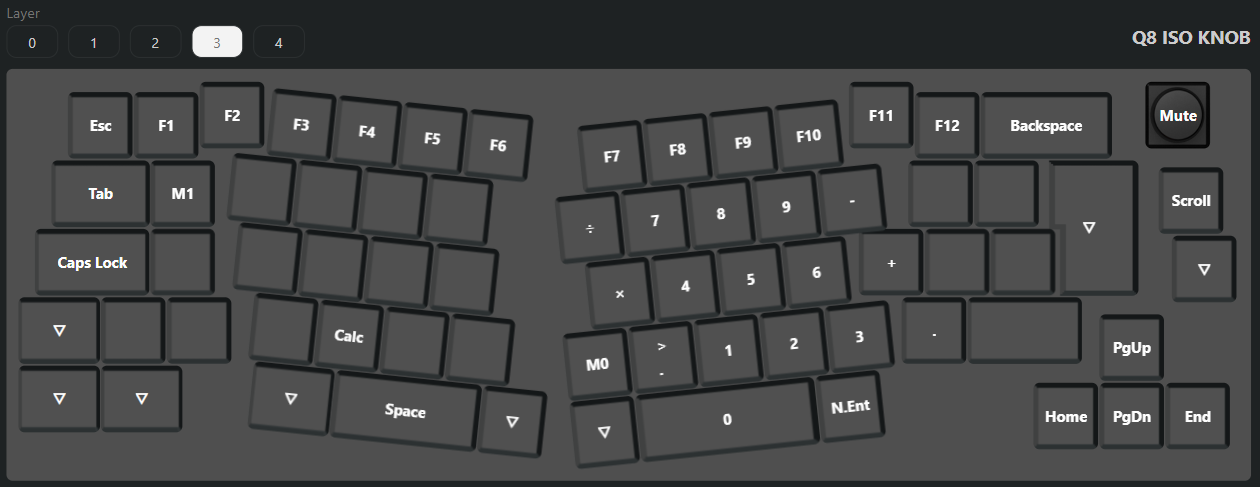 Layer
0 1 2 3 4
Q8 ISO KNOB
Esc F1 F2 F3 F4 F5 F6 F7 F8 F9 F10 F11 F12 Backspace Mute
Tab M1 ÷ 7 8 9 - ▽ Scroll
Caps Lock × 4 5 6 + ▽
▽ Calc M0 > . 1 2 3 . PgUp
▽ ▽ ▽ Space ▽ ▽ 0 N.Ent Home PgDn End